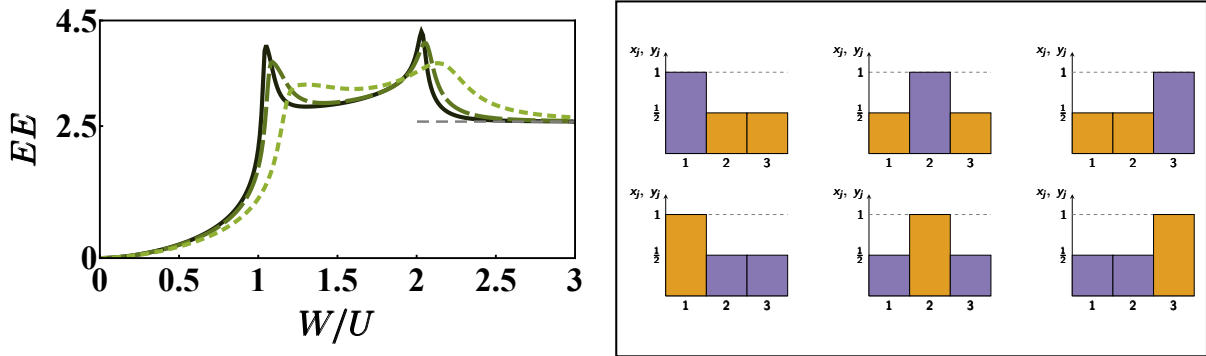 4.5
EE
2.5
0
0 0.5 1 1.5 2 2.5 3
W/U
x_j, y_j x_j, y_j x_j, y_j
1 1 1
1/2 1/2 1/2
1 2 3 1 2 3 1 2 3
x_j, y_j x_j, y_j x_j, y_j
1 1 1
1/2 1/2 1/2
1 2 3 1 2 3 1 2 3